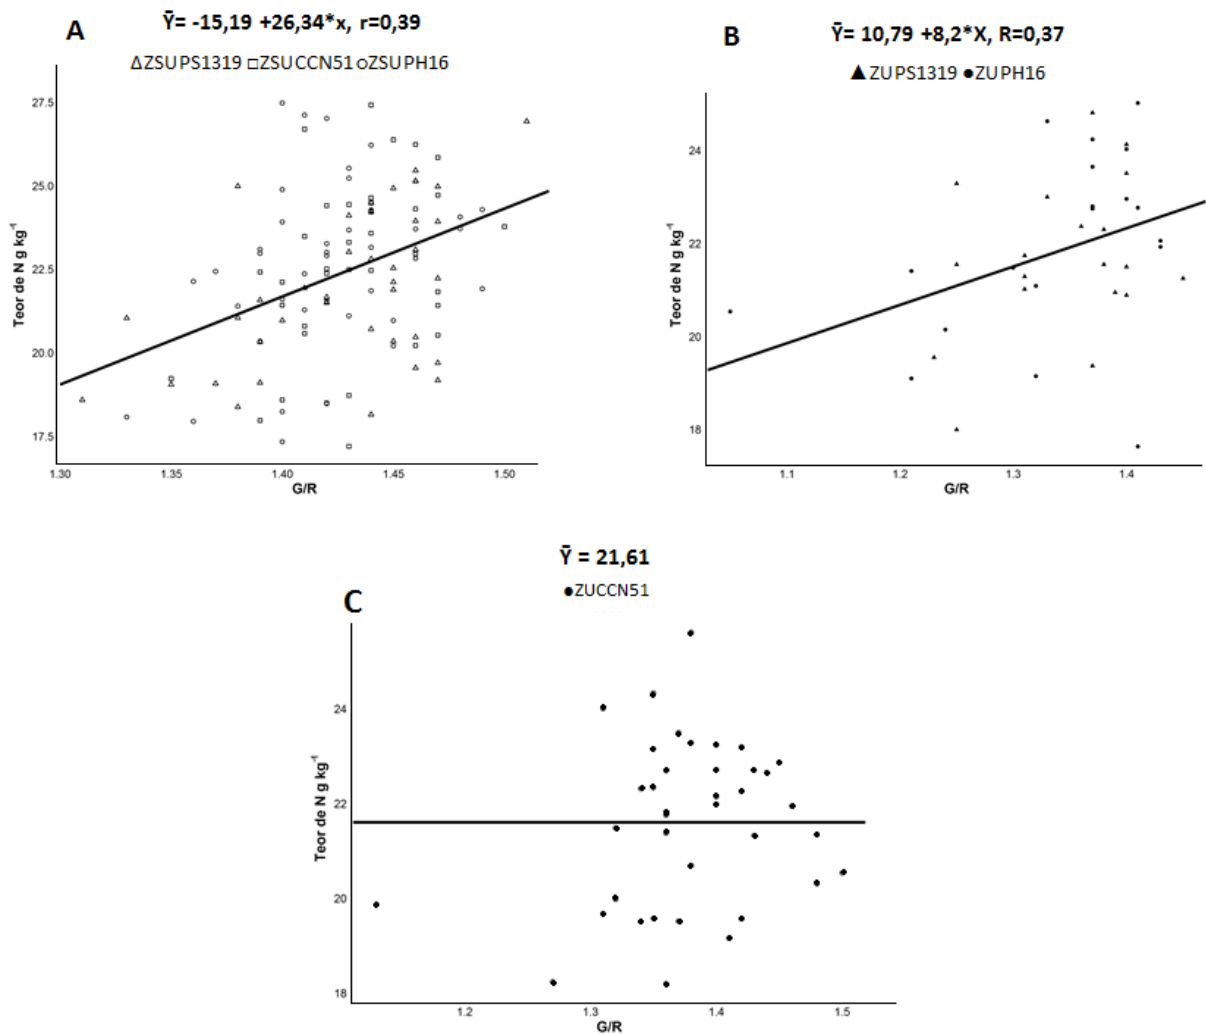 A
Ȳ= -15,19 +26,34*x, r=0,39
△ZSUPS1319 □ZSUCCN51 ○ZSUPH16
Teor de N g kg⁻¹
27.5
25.0
22.5
20.0
17.5
1.30
1.35
1.40
1.45
1.50
G/R
B
Ȳ= 10,79 +8,2*X, R=0,37
▲ZUPS1319 ●ZUPH16
Teor de N g kg⁻¹
24
22
20
18
1.1
1.2
1.3
1.4
G/R
C
Ȳ = 21,61
●ZUCCN51
Teor de N g kg⁻¹
24
22
20
18
1.2
1.3
1.4
1.5
G/R